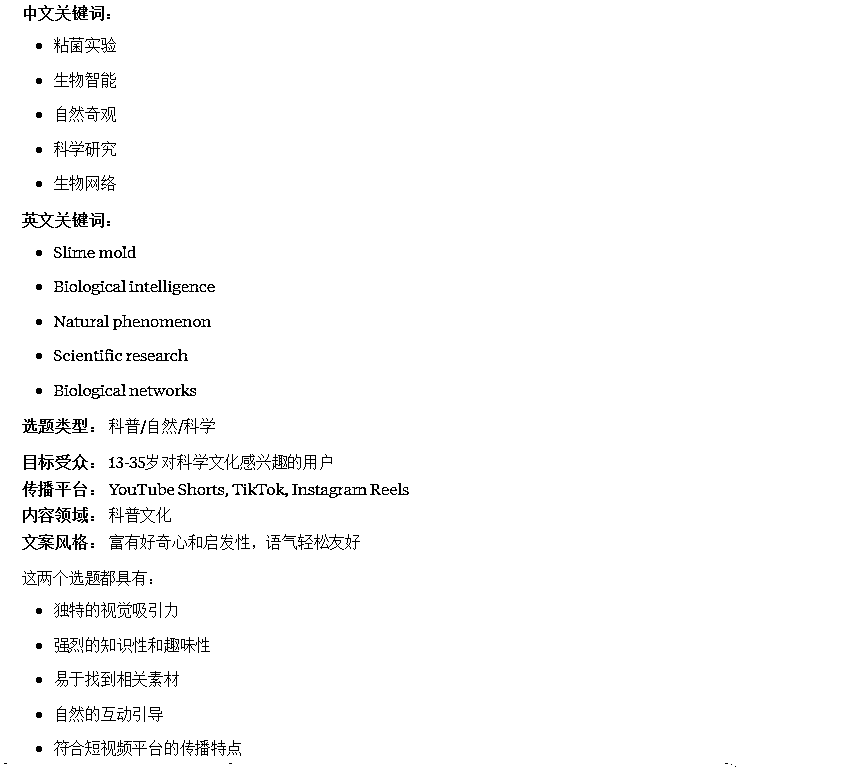 中文关键词：
粘菌实验
生物智能
自然奇观
科学研究
生物网络
英文关键词：
Slime mold
Biological intelligence
Natural phenomenon
Scientific research
Biological networks
选题类型： 科普/自然/科学
目标受众： 13-35岁对科学文化感兴趣的用户
传播平台： YouTube Shorts, TikTok, Instagram Reels
内容领域： 科普文化
文案风格： 富有好奇心和启发性，语气轻松友好
这两个选题都具有：
独特的视觉吸引力
强烈的知识性和趣味性
易于找到相关素材
自然的互动引导
符合短视频平台的传播特点